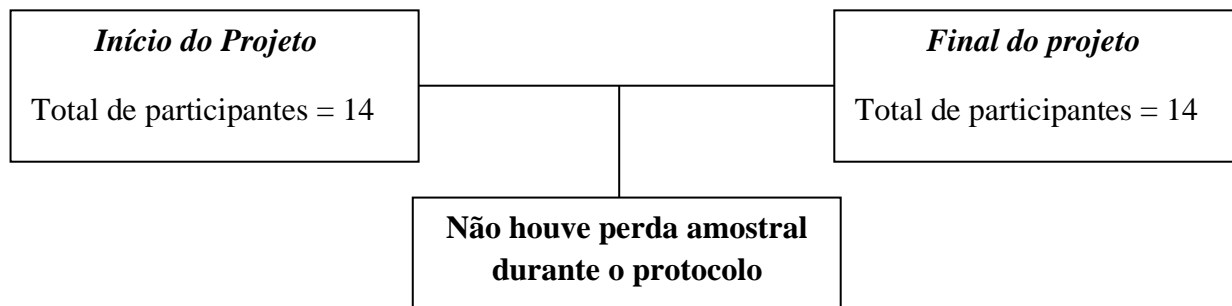 Início do Projeto
Total de participantes = 14
Final do projeto
Total de participantes = 14
Não houve perda amostral
durante o protocolo